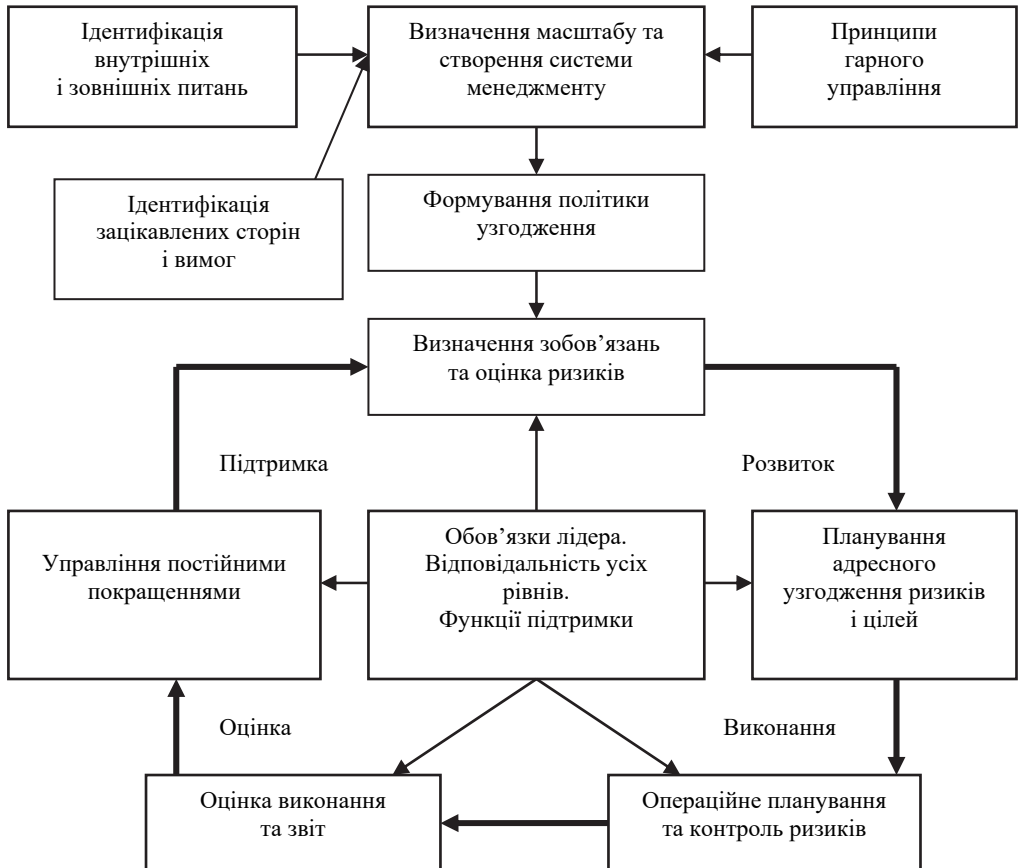 Ідентифікація
внутрішніх
і зовнішніх питань
Визначення масштабу та
створення системи
менеджменту
Принципи
гарного
управління
Ідентифікація
зацікавлених сторін
і вимог
Формування політики
узгодження
Визначення зобов’язань
та оцінка ризиків
Підтримка
Розвиток
Управління постійними
покращеннями
Обов’язки лідера.
Відповідальність усіх
рівнів.
Функції підтримки
Планування
адресного
узгодження ризиків
і цілей
Оцінка
Виконання
Оцінка виконання
та звіт
Операційне планування
та контроль ризиків